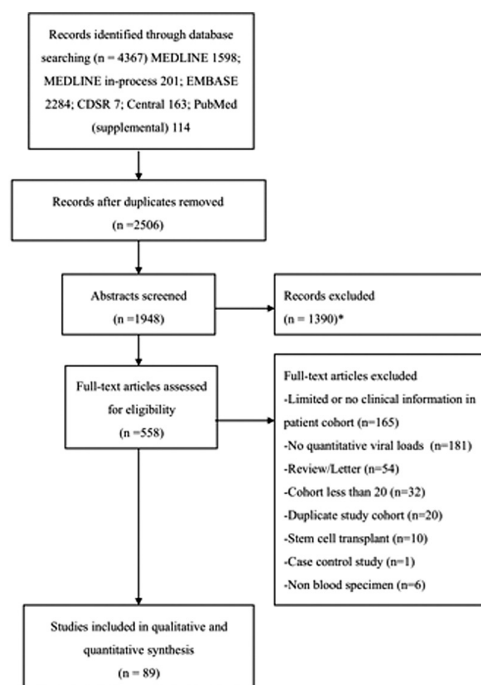 Records identified through database
searching (n = 4367) MEDLINE 1598;
MEDLINE in-process 201; EMBASE
2284; CDSR 7; Central 163; PubMed
(supplemental) 114
Records after duplicates removed
(n =2506)
Abstracts screened
(n =1948)
Records excluded
(n = 1390)*
Full-text articles assessed
for eligibility
(n =558)
Full-text articles excluded
-Limited or no clinical information in
patient cohort (n=165)
-No quantitative viral loads (n=181)
-Review/Letter (n=54)
-Cohort less than 20 (n=32)
-Duplicate study cohort (n=20)
-Stem cell transplant (n=10)
-Case control study (n=1)
-Non blood specimen (n=6)
Studies included in qualitative and
quantitative synthesis
(n = 89)